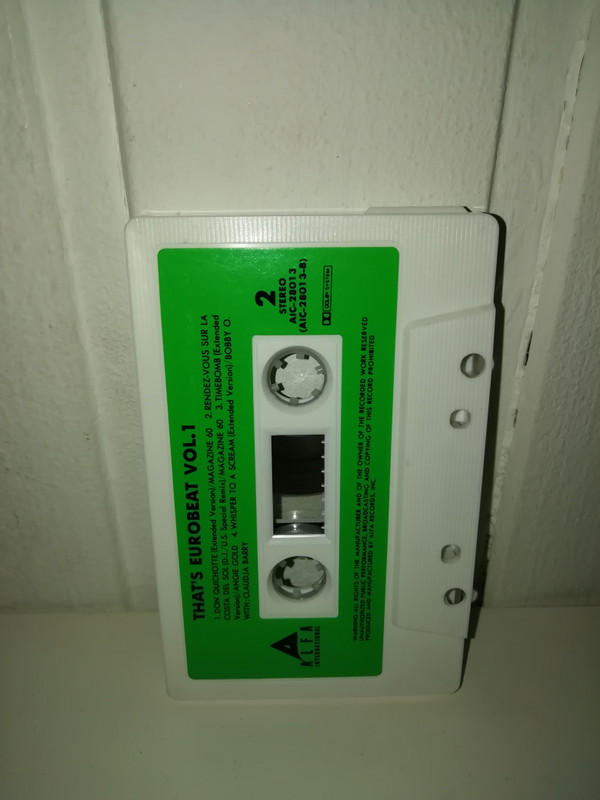 THAT'S EUROBEAT VOL.1
1. DON QUICHOTTE (Extended Version)/MAGAZINE 60 2. RENDEZ-VOUS SUR LA
COSTA DEL SOL (D.J./U.S. Special Remix)/MAGAZINE 60 3. TIMEBOMB (Extended
Version)/ANGIE GOLD 4. WHISPER TO A SCREAM (Extended Version)/BOBBY O.
WITH CLAUDJA BARRY
2
STEREO
AIC-28013
(AIC-28013-B)
DOLBY SYSTEM
ALFA
INTERNATIONAL
WARNING: ALL RIGHTS OF THE MANUFACTURER AND OF THE OWNER OF THE RECORDED WORK RESERVED
UNAUTHORIZED PUBLIC PERFORMANCE, BROADCASTING AND COPYING OF THIS RECORD PROHIBITED
PRODUCED AND MANUFACTURED BY ALFA RECORDS, INC.